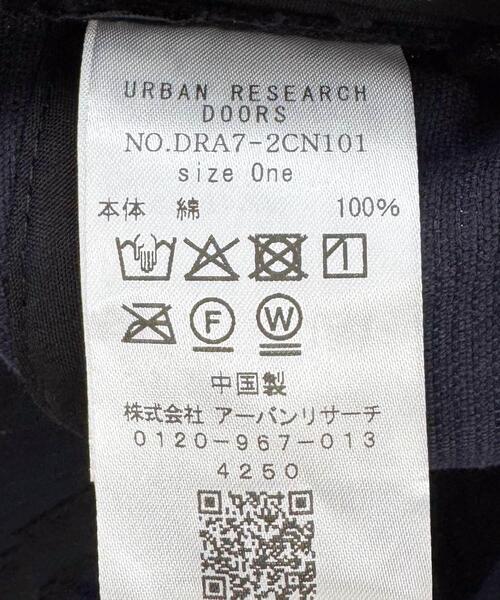 URBAN RESEARCH
DOORS
NO.DRA7-2CN101
size One
本体 綿 100%
F W
中国製
株式会社 アーバンリサーチ
0120-967-013
4250